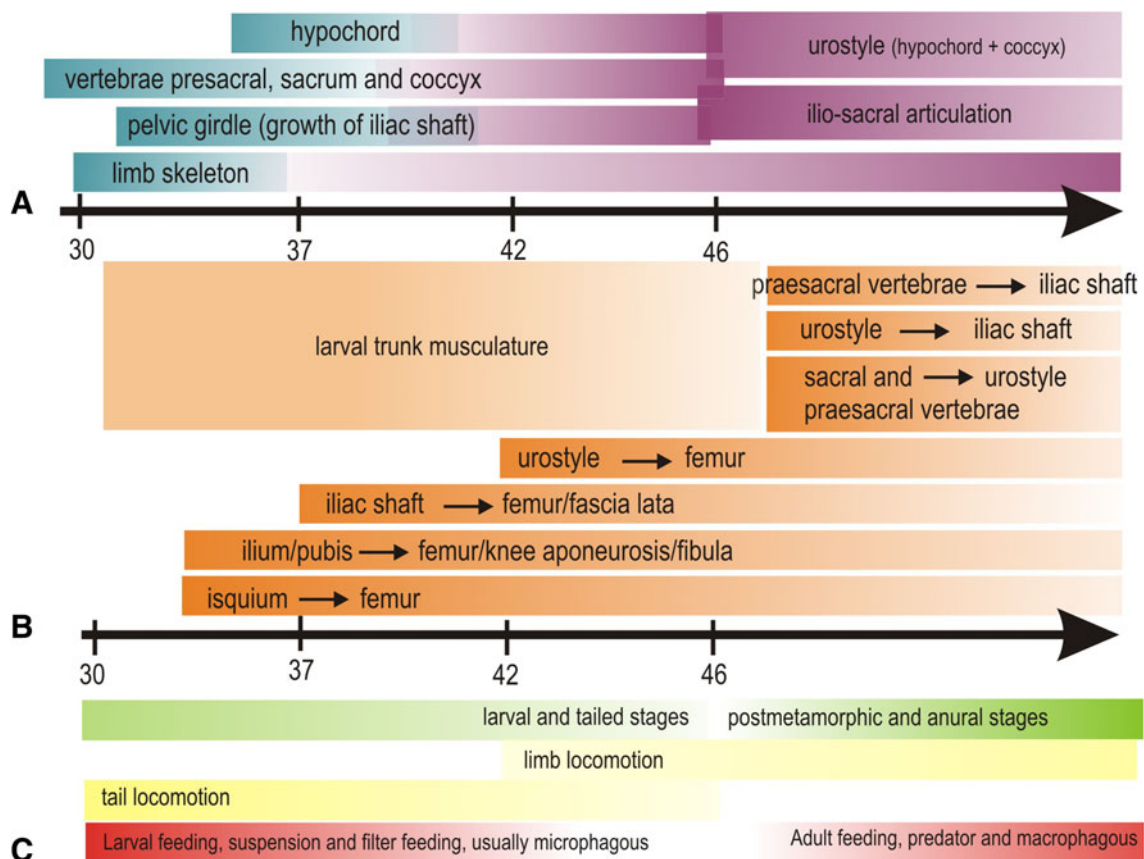 hypochord
urostyle (hypochord + coccyx)
vertebrae presacral, sacrum and coccyx
pelvic girdle (growth of iliac shaft)
ilio-sacral articulation
limb skeleton
A
30 37 42 46
larval trunk musculature
praesacral vertebrae → iliac shaft
urostyle → iliac shaft
sacral and → urostyle
praesacral vertebrae
urostyle → femur
iliac shaft → femur/fascia lata
ilium/pubis → femur/knee aponeurosis/fibula
isquium → femur
B
30 37 42 46
larval and tailed stages postmetamorphic and anural stages
limb locomotion
tail locomotion
C Larval feeding, suspension and filter feeding, usually microphagous Adult feeding, predator and macrophagous